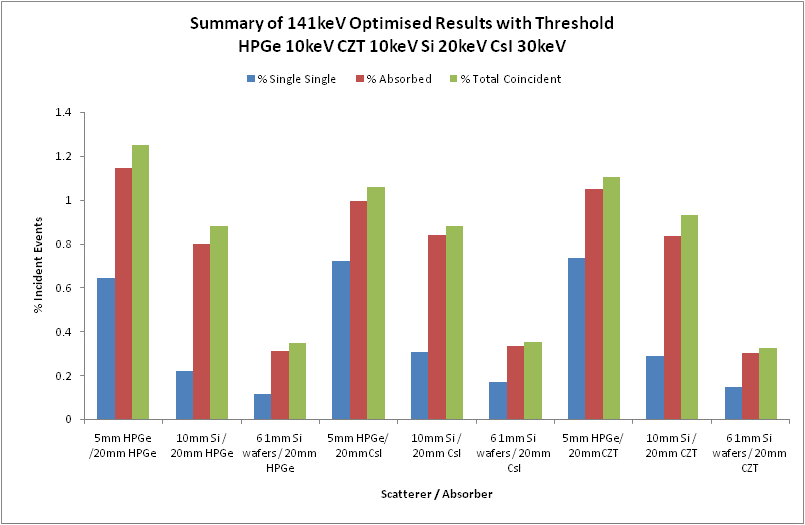 Summary of 141keV Optimised Results with Threshold
HPGe 10keV CZT 10keV Si 20keV CsI 30keV
% Single Single % Absorbed % Total Coincident
1.4
1.2
1
0.8
0.6
0.4
0.2
0
% Incident Events
5mm HPGe
/20mm HPGe
10mm Si /
20mm HPGe
6 1mm Si
wafers / 20mm
HPGe
5mm HPGe/
20mmCsI
10mm Si /
20mm CsI
6 1mm Si
wafers / 20mm
CsI
5mm HPGe/
20mmCZT
10mm Si /
20mm CZT
6 1mm Si
wafers / 20mm
CZT
Scatterer / Absorber